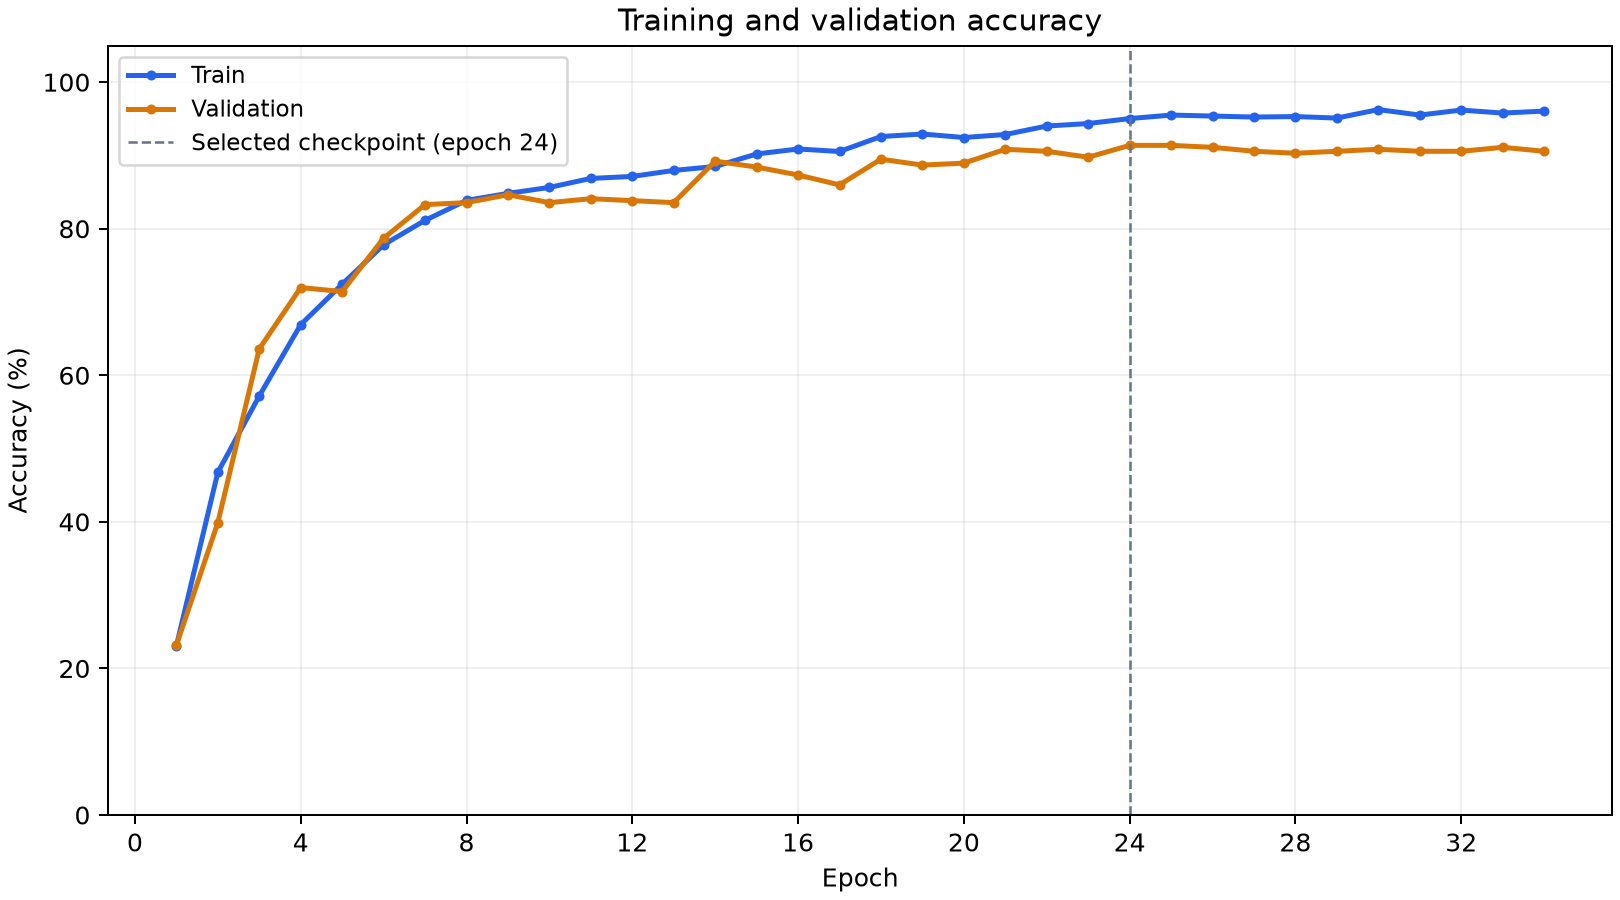 Training and validation accuracy
Train
Validation
Selected checkpoint (epoch 24)
Accuracy (%)
100
80
60
40
20
0
0 4 8 12 16 20 24 28 32
Epoch